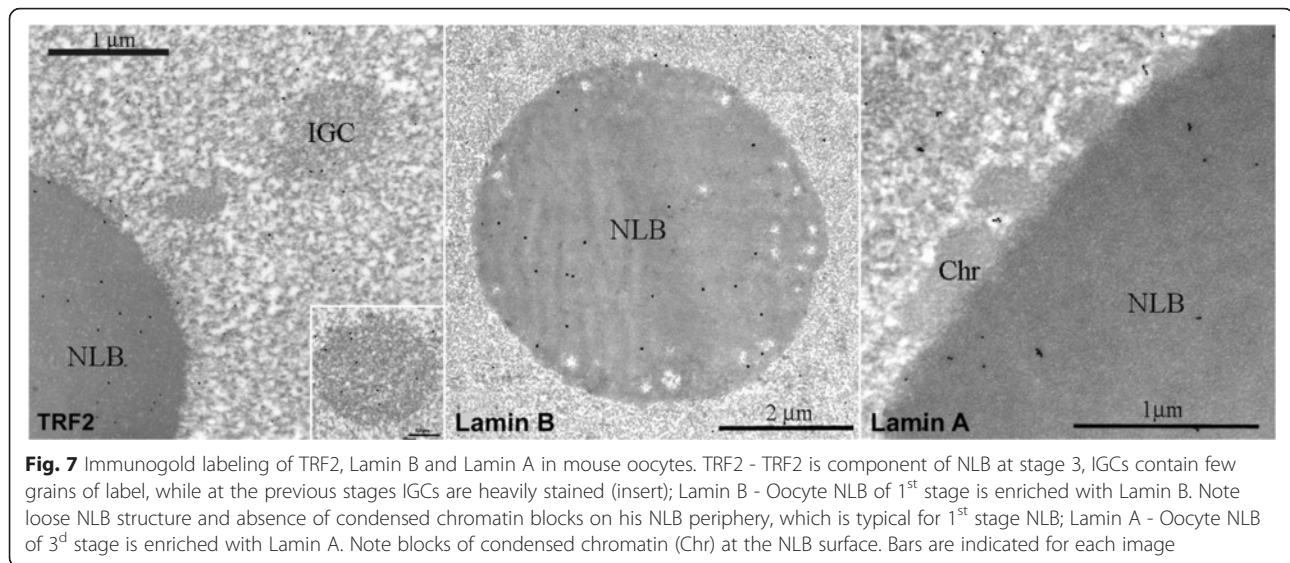 1 µm
IGC
NLB
TRF2
NLB
Lamin B
2 µm
Chr
NLB
Lamin A
1µm
Fig. 7 Immunogold labeling of TRF2, Lamin B and Lamin A in mouse oocytes. TRF2 - TRF2 is component of NLB at stage 3, IGCs contain few
grains of label, while at the previous stages IGCs are heavily stained (insert); Lamin B - Oocyte NLB of 1st stage is enriched with Lamin B. Note
loose NLB structure and absence of condensed chromatin blocks on his NLB periphery, which is typical for 1st stage NLB; Lamin A - Oocyte NLB
of 3d stage is enriched with Lamin A. Note blocks of condensed chromatin (Chr) at the NLB surface. Bars are indicated for each image